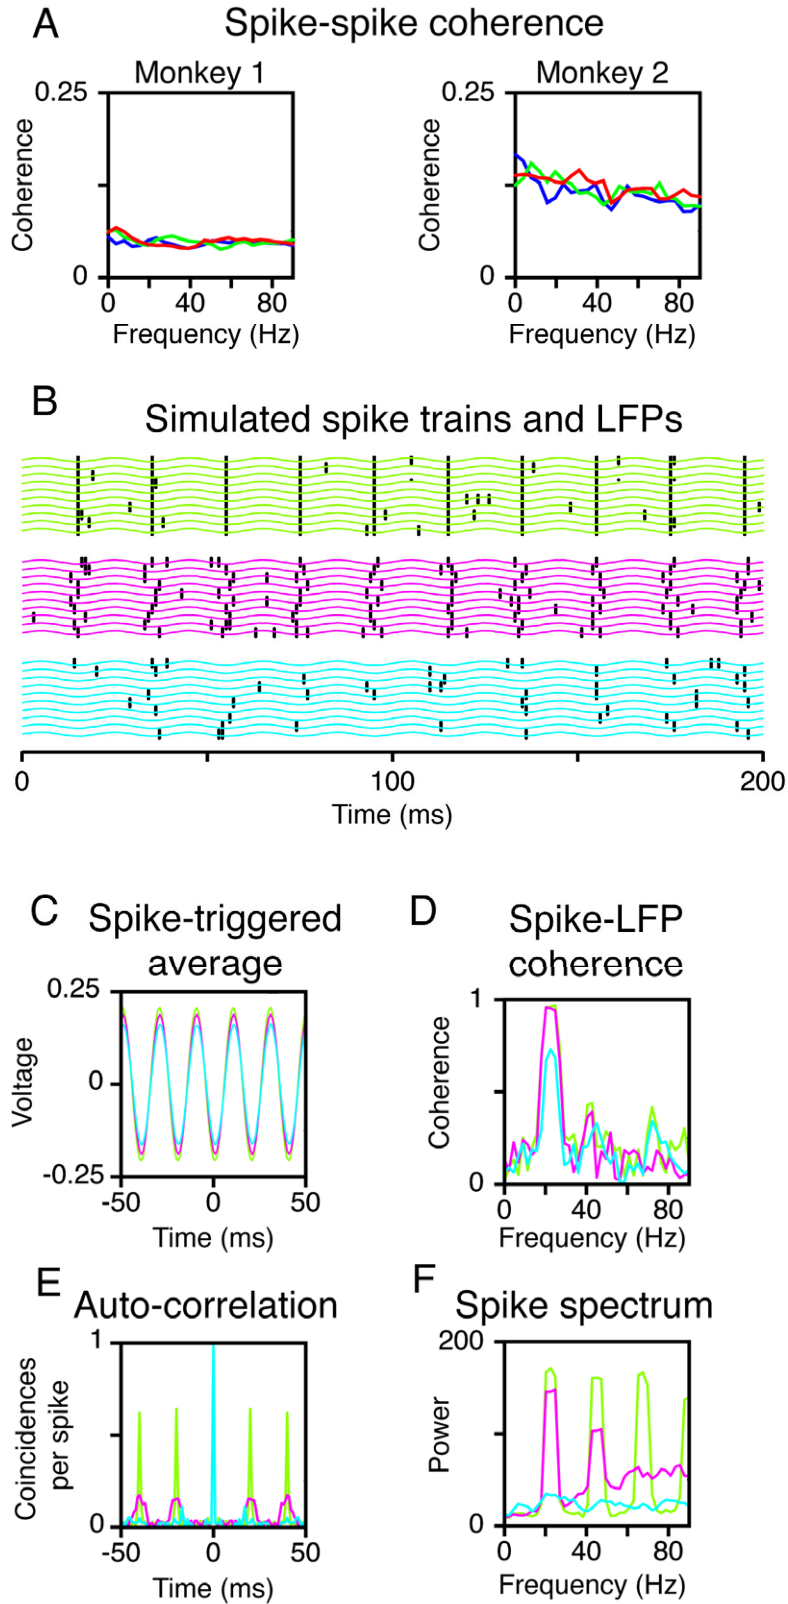 A Spike-spike coherence
Monkey 1
0.25
Coherence
0
0 40 80
Frequency (Hz)
Monkey 2
0.25
Coherence
0
0 40 80
Frequency (Hz)
B Simulated spike trains and LFPs
0 100 200
Time (ms)
C Spike-triggered
average
0.25
Voltage
0
-0.25
-50 0 50
Time (ms)
D Spike-LFP
coherence
1
Coherence
0
0 40 80
Frequency (Hz)
E Auto-correlation
1
Coincidences
per spike
0
-50 0 50
Time (ms)
F Spike spectrum
200
Power
0
0 40 80
Frequency (Hz)